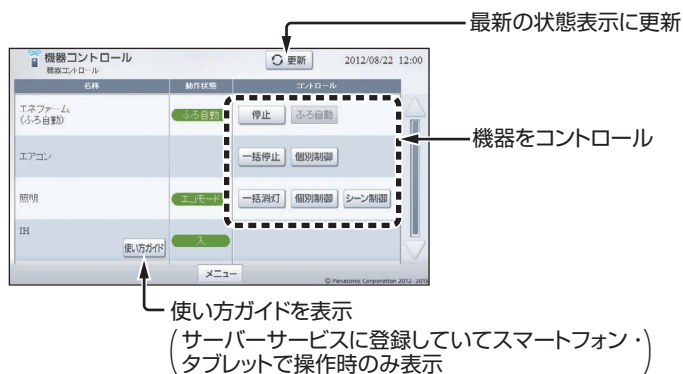 最新の状態表示に更新
機器コントロール
機器コントロール
更新
2012/08/22 12:00
名称
動作状態
コントロール
エネファーム
(ふろ自動)
ふろ自動
停止
ふろ自動
機器をコントロール
エアコン
一括停止
個別制御
照明
エコモード
一括消灯
個別制御
シーン制御
IH
入
使い方ガイド
メニュー
© Panasonic Corporation 2012 - 2015
使い方ガイドを表示
(サーバーサービスに登録していてスマートフォン・
タブレットで操作時のみ表示)